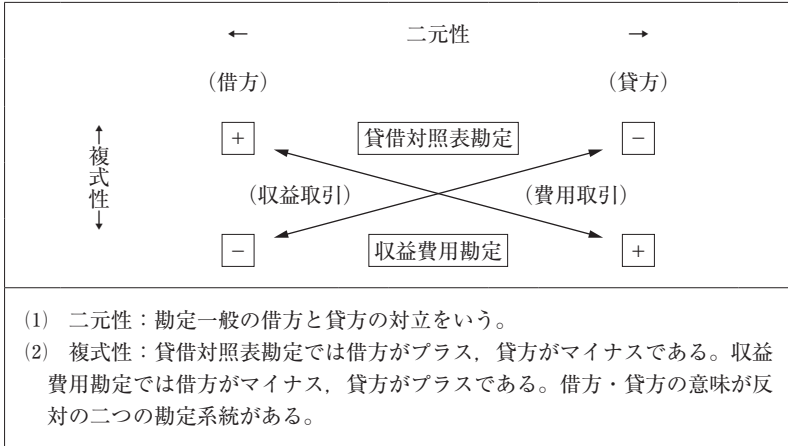 ← 二元性 →
(借方) (貸方)
+ 貸借対照表勘定 −
↑複式性↓
(収益取引) (費用取引)
− 収益費用勘定 +
⑴ 二元性：勘定一般の借方と貸方の対立をいう。
⑵ 複式性：貸借対照表勘定では借方がプラス，貸方がマイナスである。収益
費用勘定では借方がマイナス，貸方がプラスである。借方・貸方の意味が反
対の二つの勘定系統がある。